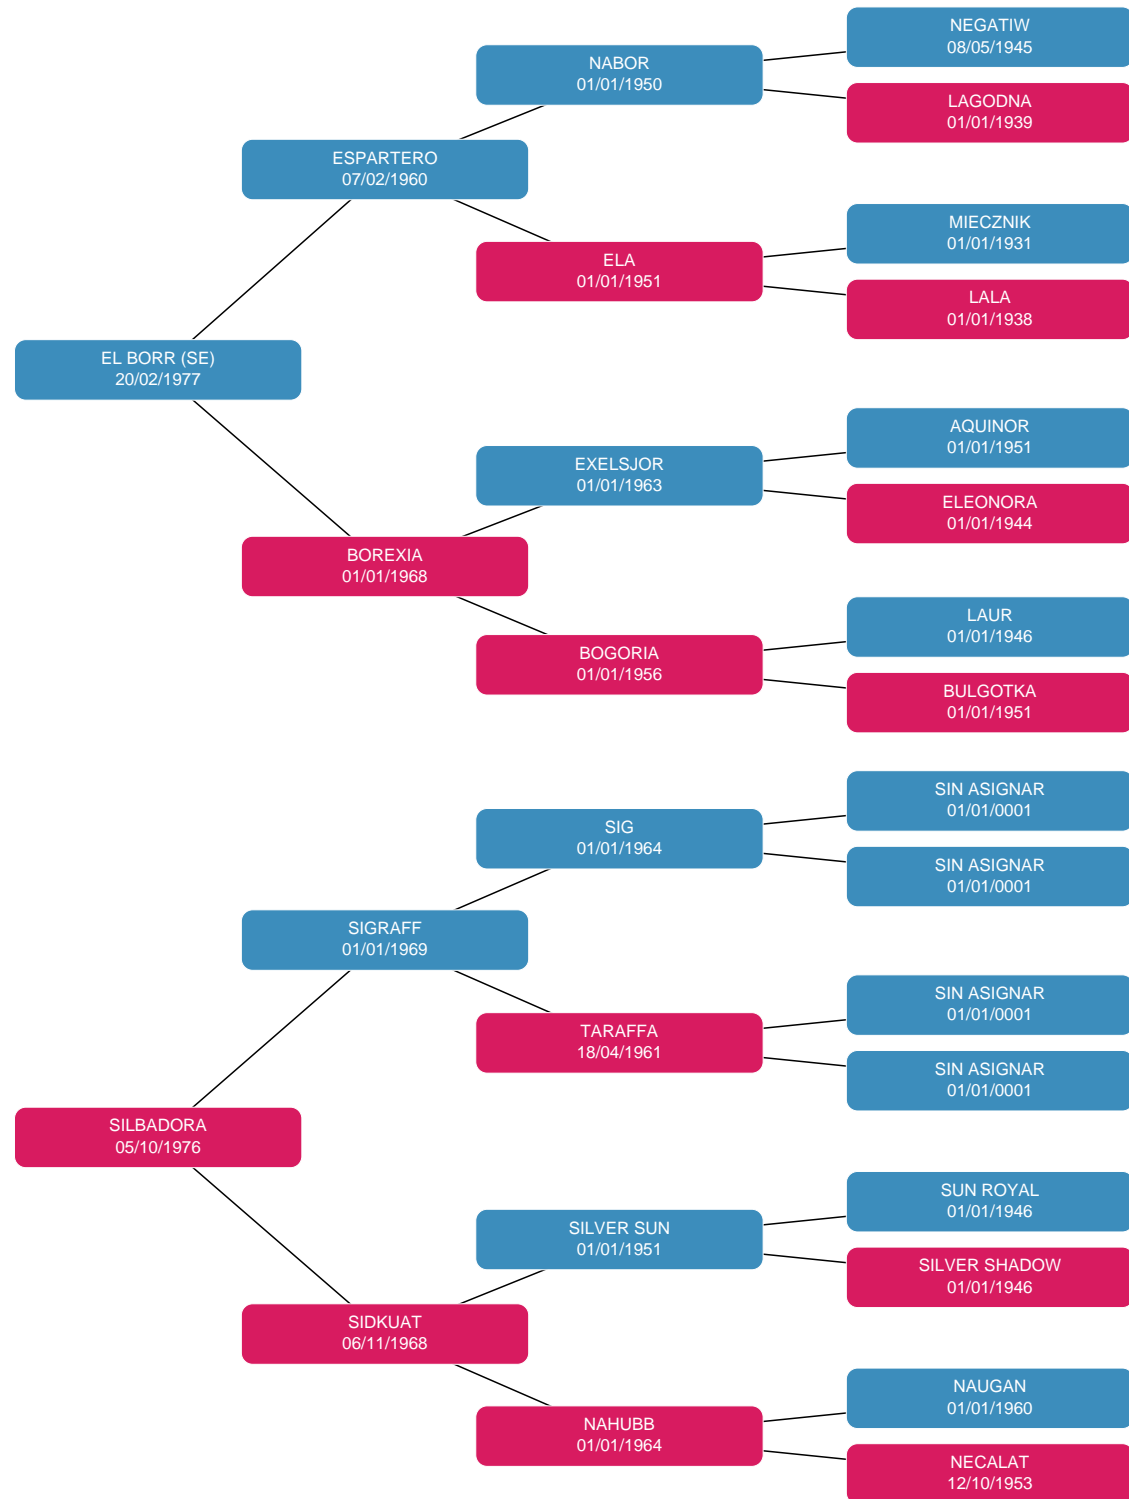 NEGATIW
08/05/1945
NABOR
01/01/1950
LAGODNA
01/01/1939
ESPARTERO
07/02/1960
MIECZNIK
01/01/1931
ELA
01/01/1951
LALA
01/01/1938
EL BORR (SE)
20/02/1977
AQUINOR
01/01/1951
EXELSJOR
01/01/1963
ELEONORA
01/01/1944
BOREXIA
01/01/1968
LAUR
01/01/1946
BOGORIA
01/01/1956
BULGOTKA
01/01/1951
SIN ASIGNAR
01/01/0001
SIG
01/01/1964
SIN ASIGNAR
01/01/0001
SIGRAFF
01/01/1969
SIN ASIGNAR
01/01/0001
TARAFFA
18/04/1961
SIN ASIGNAR
01/01/0001
SILBADORA
05/10/1976
SUN ROYAL
01/01/1946
SILVER SUN
01/01/1951
SILVER SHADOW
01/01/1946
SIDKUAT
06/11/1968
NAUGAN
01/01/1960
NAHUBB
01/01/1964
NECALAT
12/10/1953